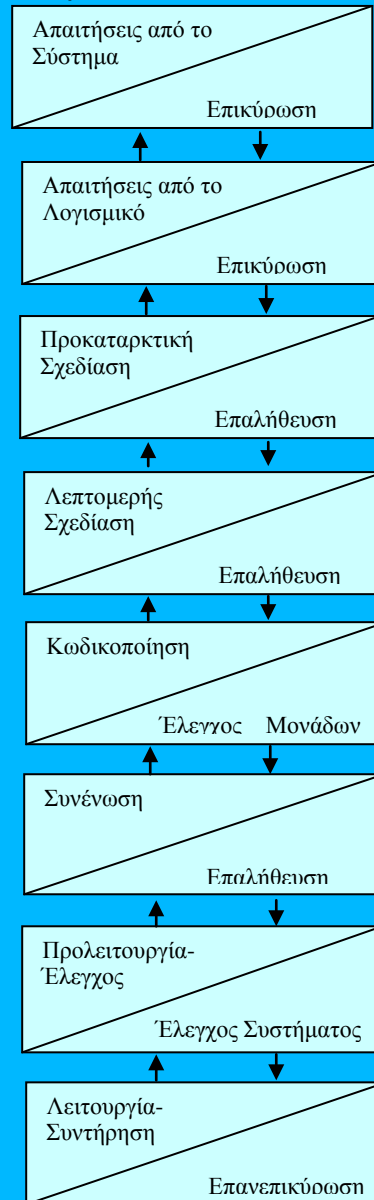 Απαιτήσεις από το
Σύστημα
Επικύρωση
Απαιτήσεις από το
Λογισμικό
Επικύρωση
Προκαταρκτική
Σχεδίαση
Επαλήθευση
Λεπτομερής
Σχεδίαση
Επαλήθευση
Κωδικοποίηση
Έλεγχος Μονάδων
Συνένωση
Επαλήθευση
Προλειτουργία-
Έλεγχος
Έλεγχος Συστήματος
Λειτουργία-
Συντήρηση
Επανεπικύρωση